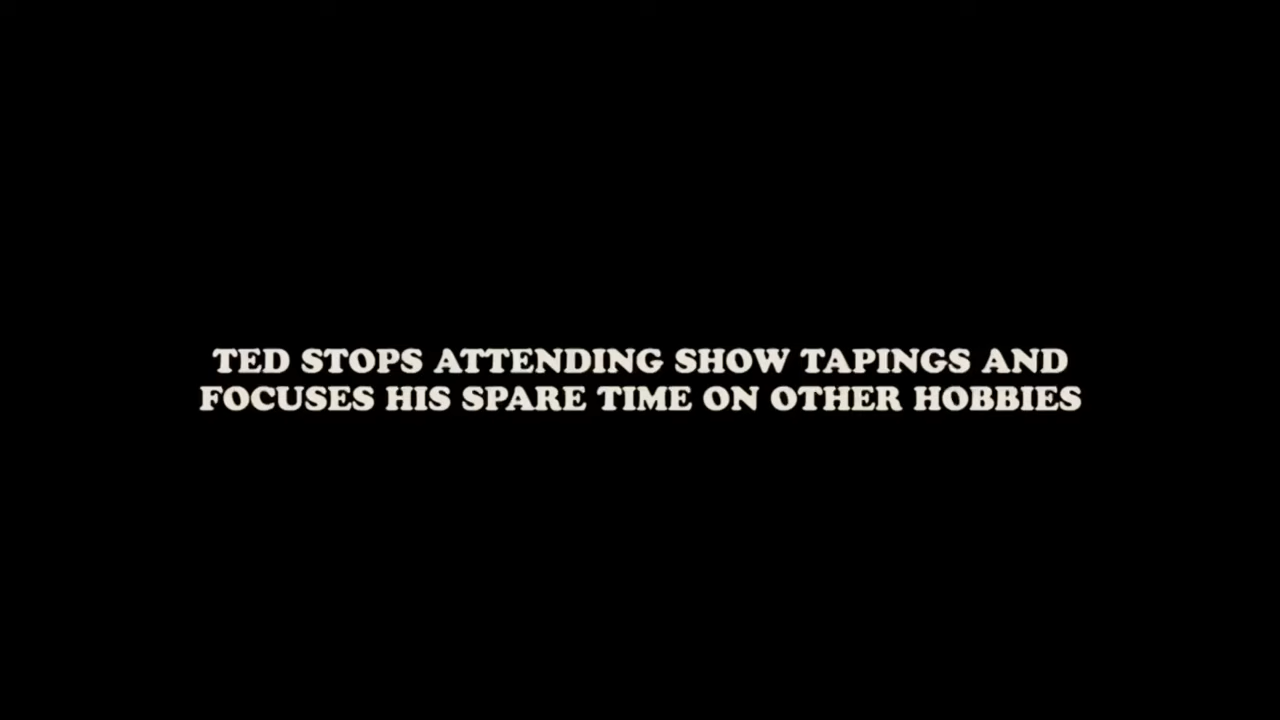 TED STOPS ATTENDING SHOW TAPINGS AND
FOCUSES HIS SPARE TIME ON OTHER HOBBIES